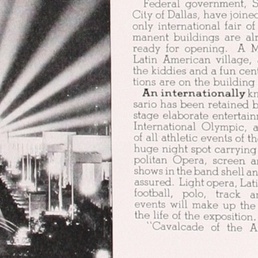 Federal government, S
City of Dallas, have joined
only international fair of
manent buildings are al
ready for opening. A M
Latin American village,
the kiddies and a fun cent
tions are on the building
An internationally k
sario has been retained b
stage elaborate entertain
International Olympic, a
of all athletic events of th
huge night spot carrying
politan Opera, screen a
shows in the band shell an
assured. Light opera, Lati
football, polo, track a
events will make up the
the life of the exposition.
"Cavalcade of the A